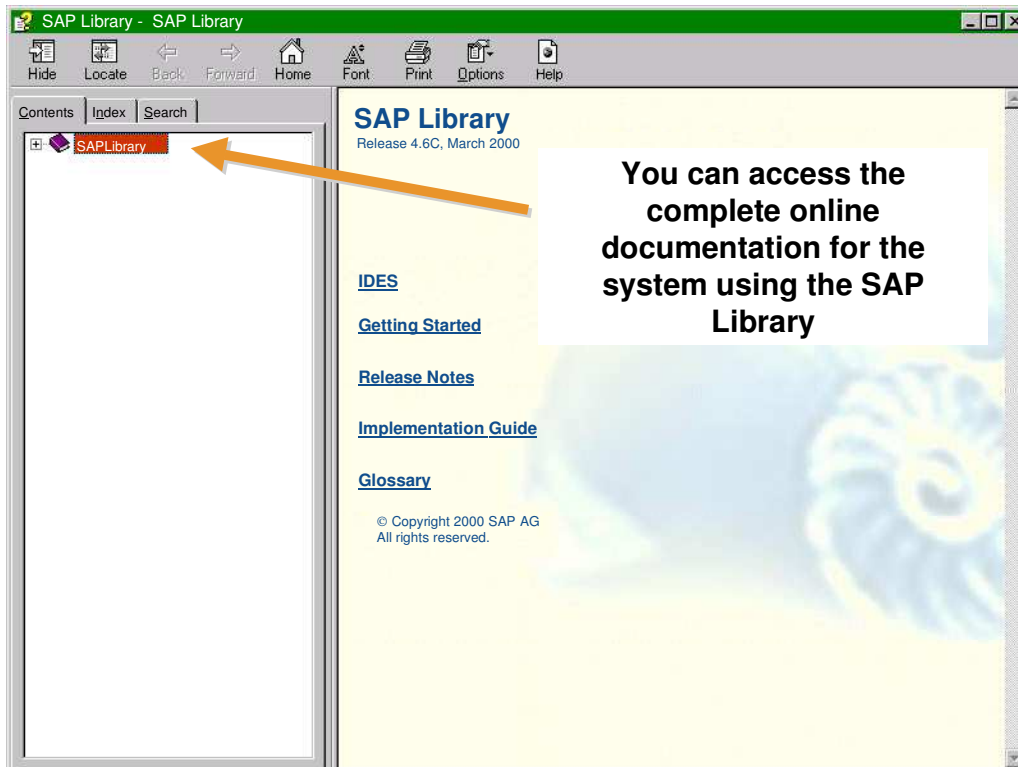 SAP Library - SAP Library
Hide Locate Back Forward Home Font Print Options Help
Contents Index Search
SAPLibrary
SAP Library
Release 4.6C, March 2000
You can access the
complete online
documentation for the
system using the SAP
Library
IDES
Getting Started
Release Notes
Implementation Guide
Glossary
© Copyright 2000 SAP AG
All rights reserved.